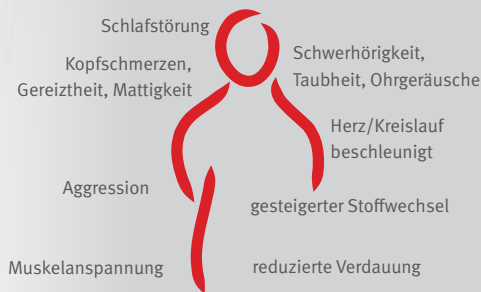 Schlafstörung
Kopfschmerzen,
Gereiztheit, Mattigkeit
Schwerhörigkeit,
Taubheit, Ohrgeräusche
Herz/Kreislauf
beschleunigt
Aggression
gesteigerter Stoffwechsel
Muskelanspannung
reduzierte Verdauung